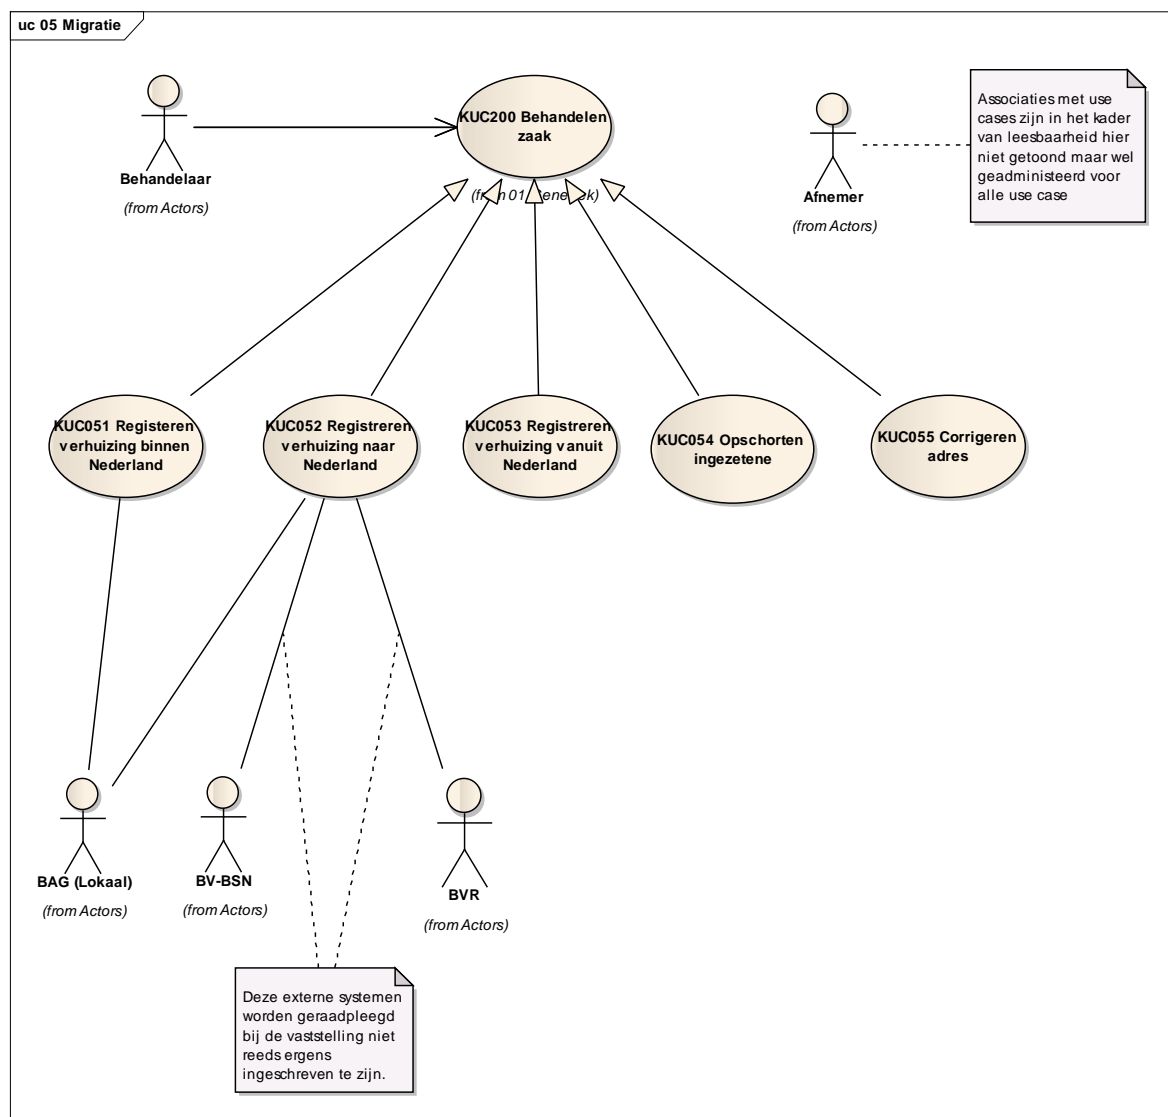 uc 05 Migratie
KUC200 Behandelen
zaak
(from 01 Generiek)
Behandelaar
(from Actors)
Afnemer
(from Actors)
Associaties met use
cases zijn in het kader
van leesbaarheid hier
niet getoond maar wel
geadministeerd voor
alle use case
KUC051 Registeren
verhuizing binnen
Nederland
KUC052 Registreren
verhuizing naar
Nederland
KUC053 Registreren
verhuizing vanuit
Nederland
KUC054 Opschorten
ingezetene
KUC055 Corrigeren
adres
BAG (Lokaal)
(from Actors)
BV-BSN
(from Actors)
BVR
(from Actors)
Deze externe systemen
worden geraadpleegd
bij de vaststelling niet
reeds ergens
ingeschreven te zijn.